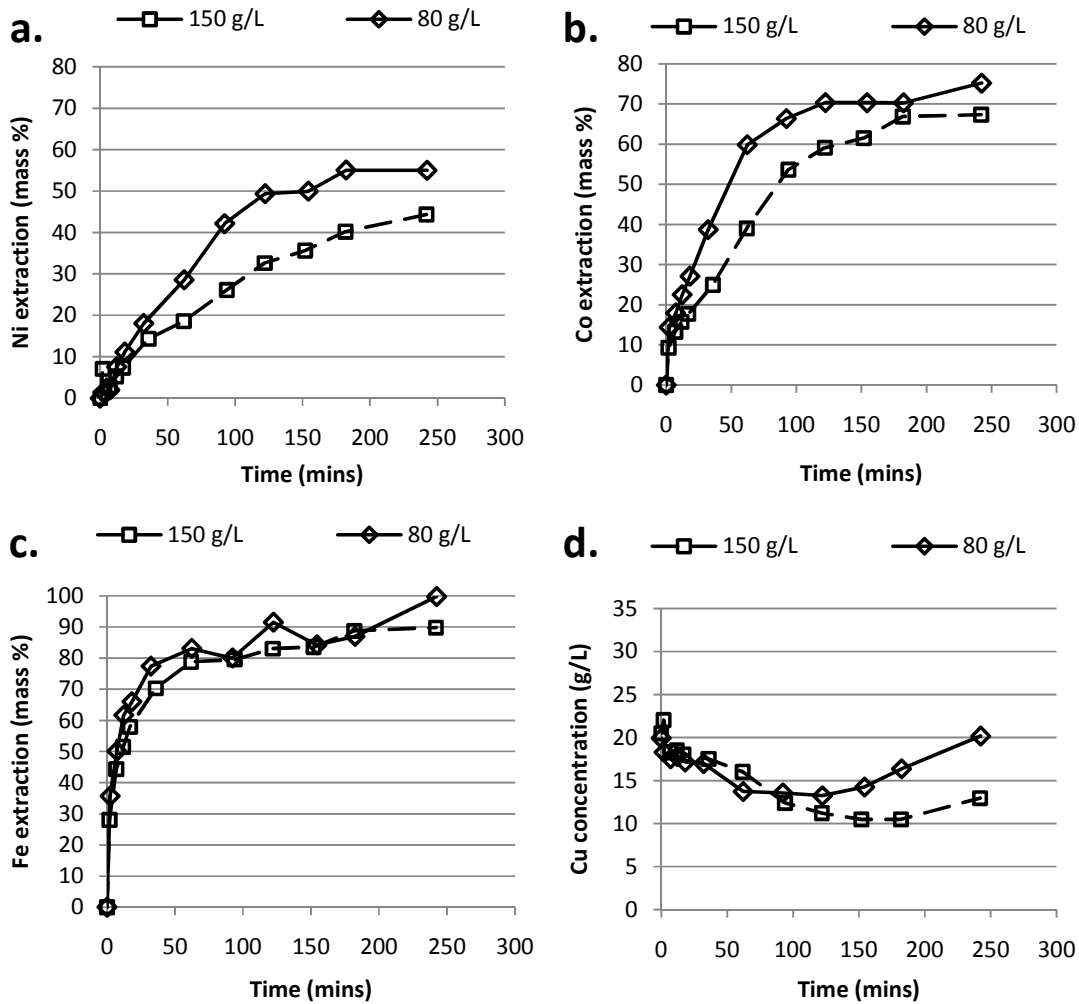 a.
150 g/L 80 g/L
Ni extraction (mass %)
80
70
60
50
40
30
20
10
0
0 50 100 150 200 250 300
Time (mins)
b.
150 g/L 80 g/L
Co extraction (mass %)
80
70
60
50
40
30
20
10
0
0 50 100 150 200 250 300
Time (mins)
c.
150 g/L 80 g/L
Fe extraction (mass %)
100
90
80
70
60
50
40
30
20
10
0
0 50 100 150 200 250 300
Time (mins)
d.
150 g/L 80 g/L
Cu concentration (g/L)
35
30
25
20
15
10
5
0
0 50 100 150 200 250 300
Time (mins)